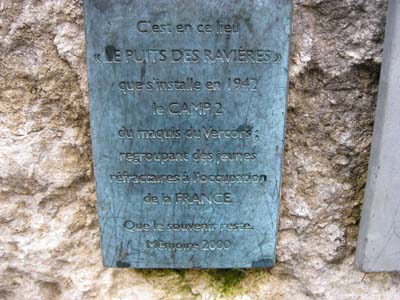 C'est en ce lieu
« LE PUITS DES RAVIÈRES »
que s'installe en 1942
le CAMP 2
du maquis du Vercors ;
regroupant des jeunes
réfractaires à l'occupation
de la FRANCE.
Que le souvenir reste.
Mémoire 2000